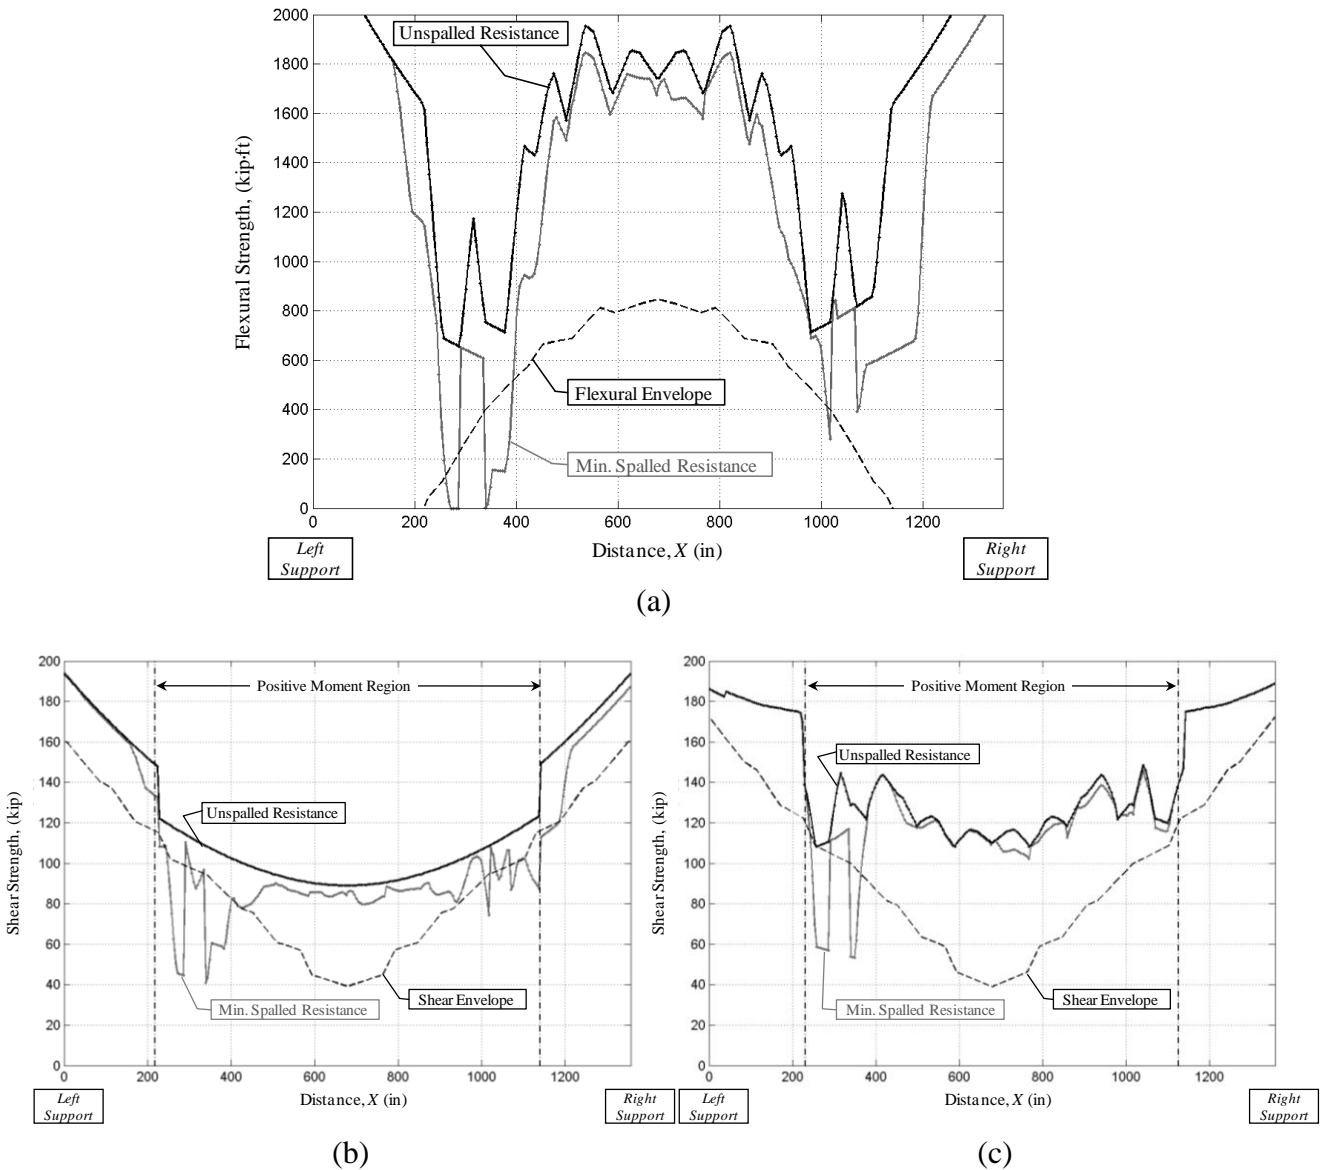 2000
1800
1600
1400
1200
1000
800
600
400
200
0
Flexural Strength, (kip·ft)
Unspalled Resistance
Flexural Envelope
Min. Spalled Resistance
0 200 400 600 800 1000 1200
Distance, X (in)
Left
Support
Right
Support
(a)
200
180
160
140
120
100
80
60
40
20
0
Shear Strength, (kip)
Positive Moment Region
Unspalled Resistance
Shear Envelope
Min. Spalled Resistance
0 200 400 600 800 1000 1200
Distance, X (in)
Left
Support
Right
Support
(b)
200
180
160
140
120
100
80
60
40
20
0
Shear Strength, (kip)
Positive Moment Region
Unspalled Resistance
Shear Envelope
Min. Spalled Resistance
0 200 400 600 800 1000 1200
Distance, X (in)
Left
Support
Right
Support
(c)